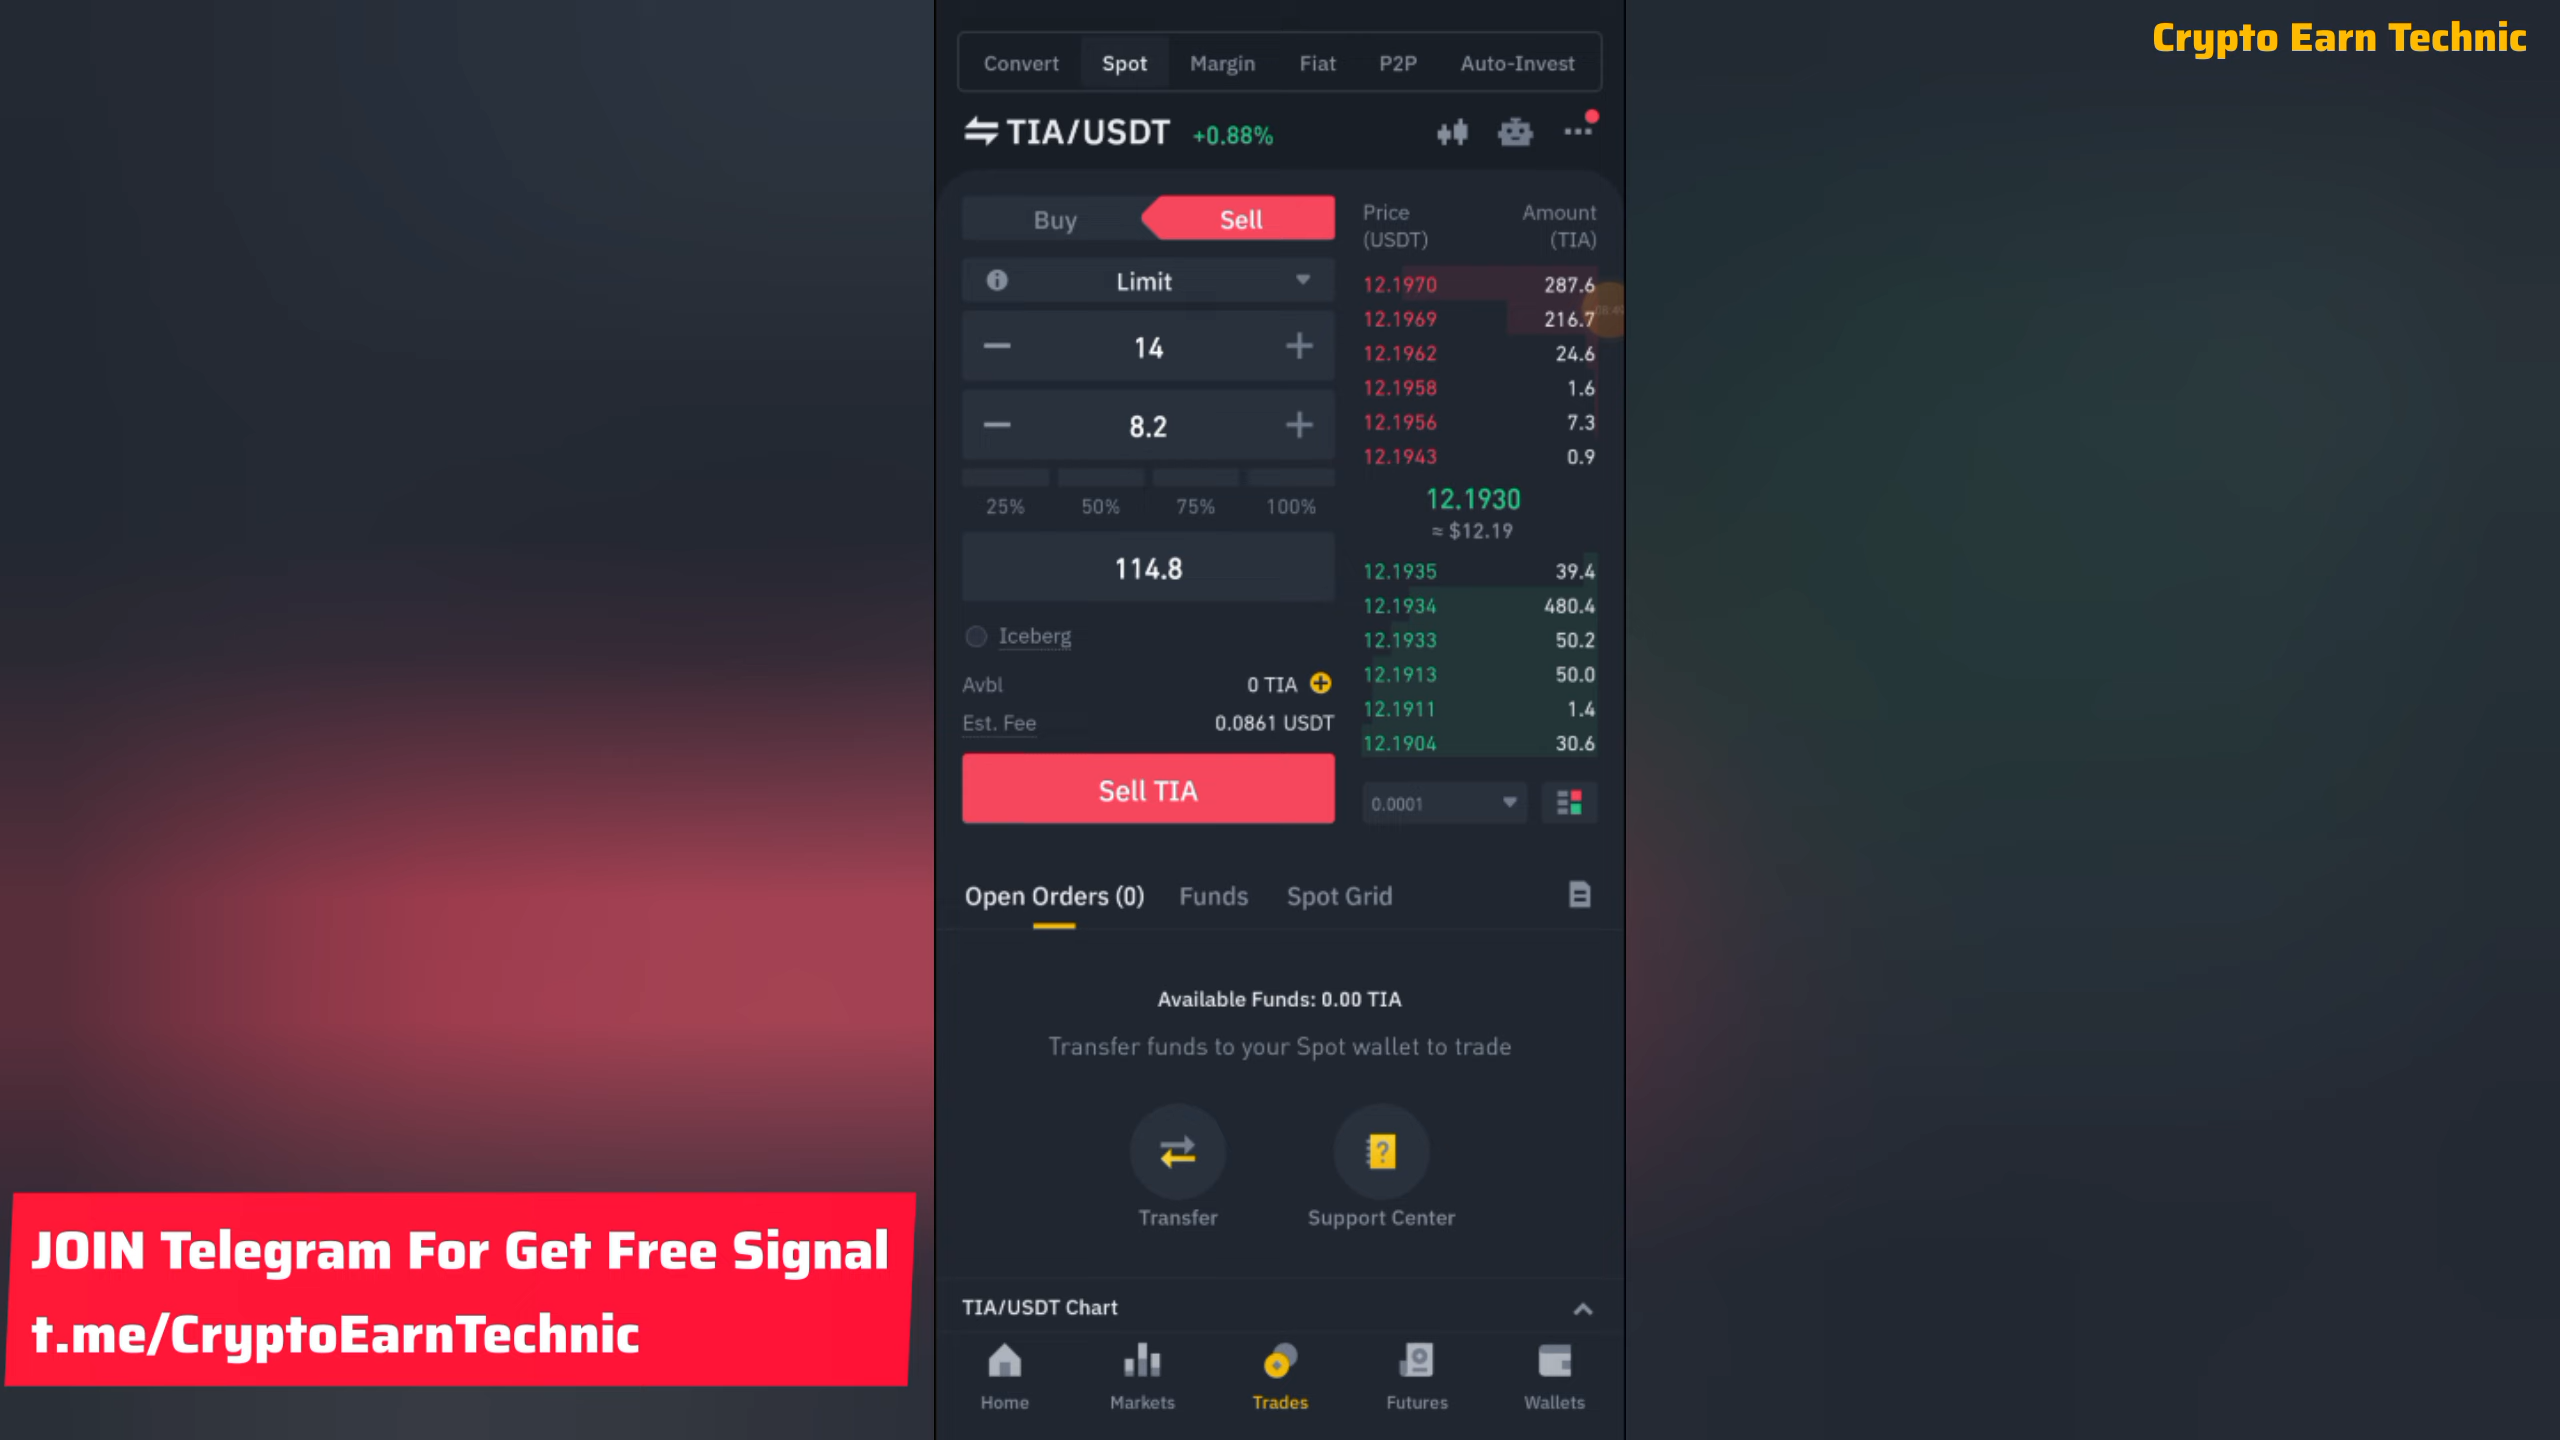 Crypto Earn Technic
Convert Spot Margin Fiat P2P Auto-Invest
TIA/USDT +0.88%
Buy Sell
Limit
14
8.2
25% 50% 75% 100%
114.8
Iceberg
Avbl 0 TIA
Est. Fee 0.0861 USDT
Sell TIA
Price Amount
(USDT) (TIA)
12.1970 287.6
12.1969 216.7
12.1962 24.6
12.1958 1.6
12.1956 7.3
12.1943 0.9
12.1930
≈ $12.19
12.1935 39.4
12.1934 480.4
12.1933 50.2
12.1913 50.0
12.1911 1.4
12.1904 30.6
0.0001
Open Orders (0) Funds Spot Grid
Available Funds: 0.00 TIA
Transfer funds to your Spot wallet to trade
Transfer Support Center
TIA/USDT Chart
Home Markets Trades Futures Wallets
JOIN Telegram For Get Free Signal
t.me/CryptoEarnTechnic